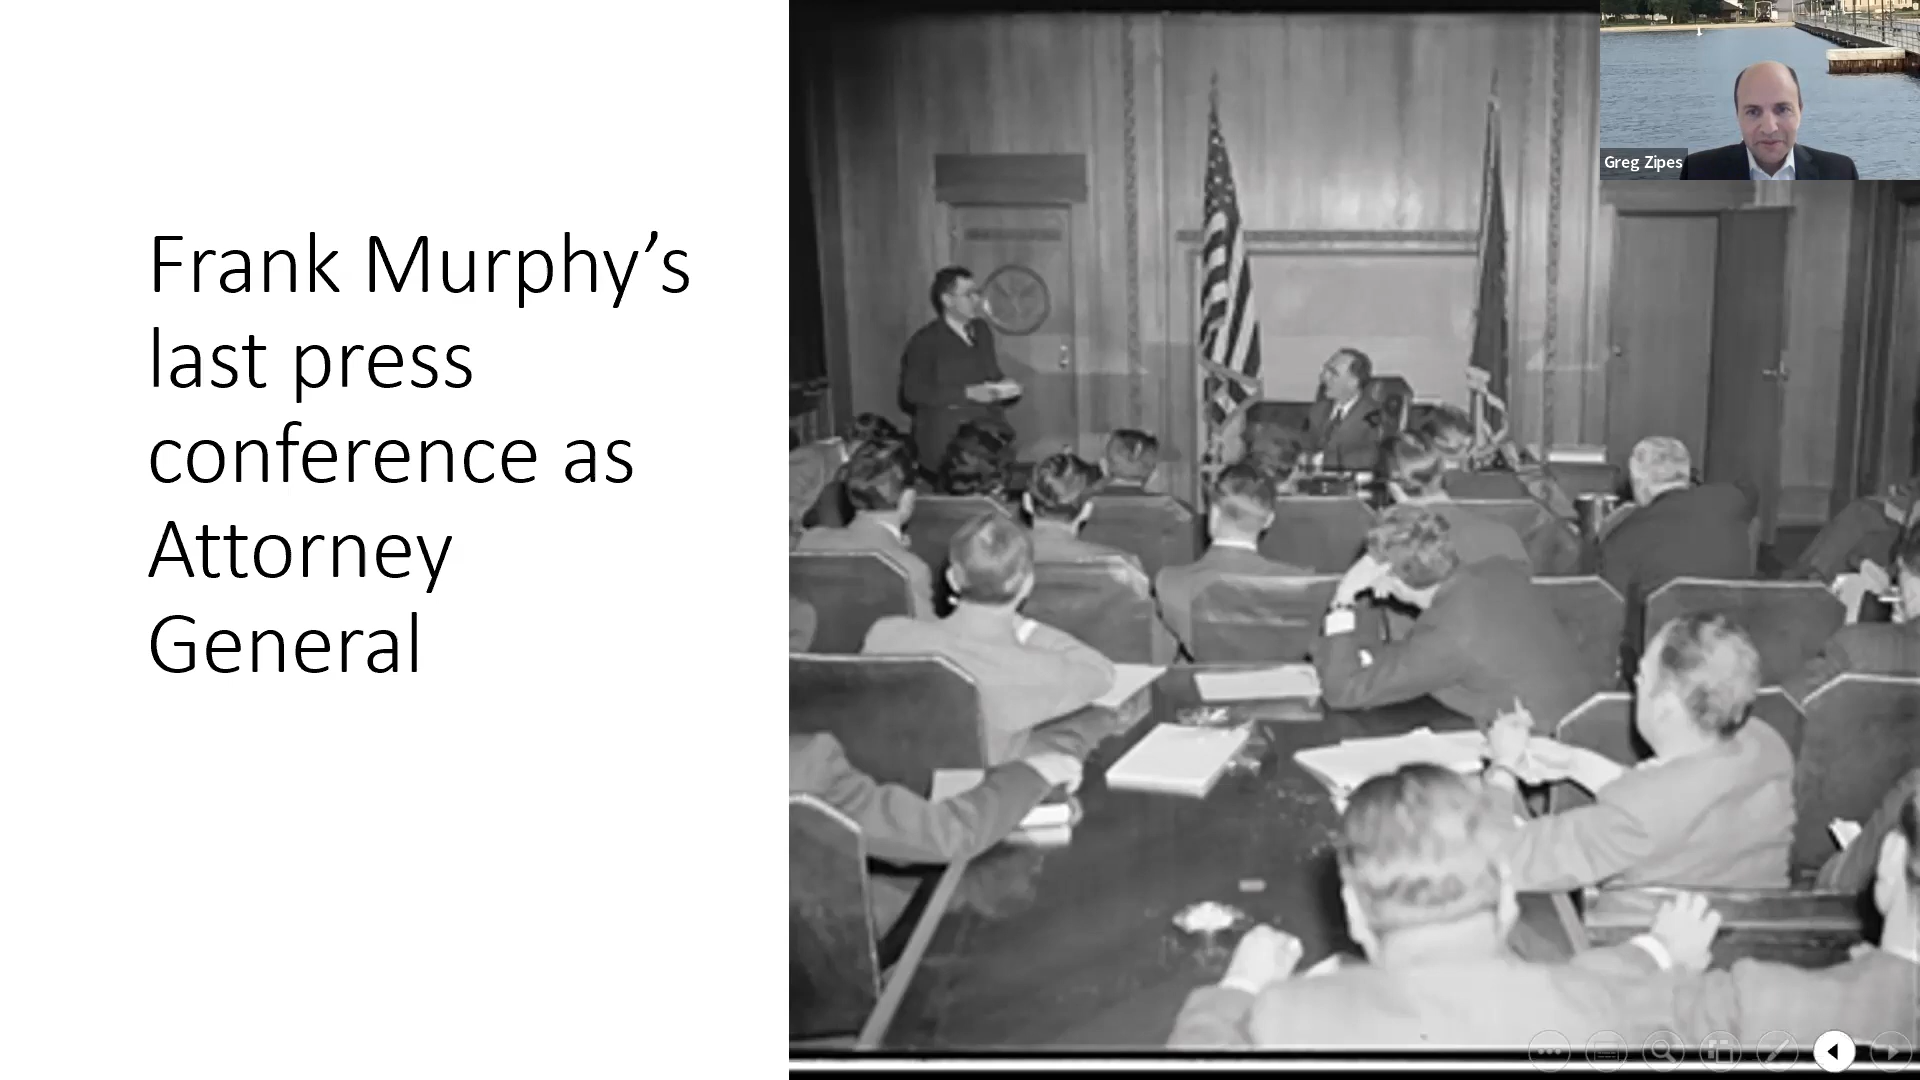 Frank Murphy’s
last press
conference as
Attorney
General
Greg Zipes